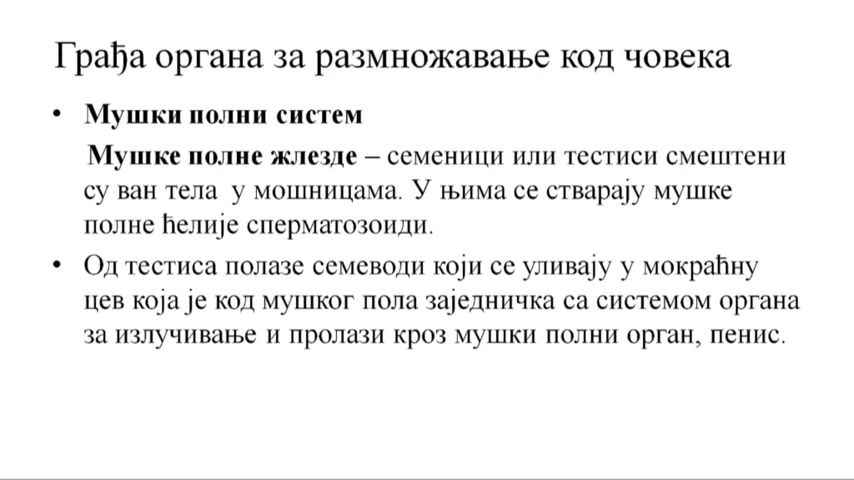 Грађа органа за размножавање код човека
• Мушки полни систем
Мушке полне жлезде – семеници или тестиси смештени
су ван тела у мошницама. У њима се стварају мушке
полне ћелије сперматозоиди.
• Од тестиса полазе семеводи који се уливају у мокраћну
цев која је код мушког пола заједничка са системом органа
за излучивање и пролази кроз мушки полни орган, пенис.